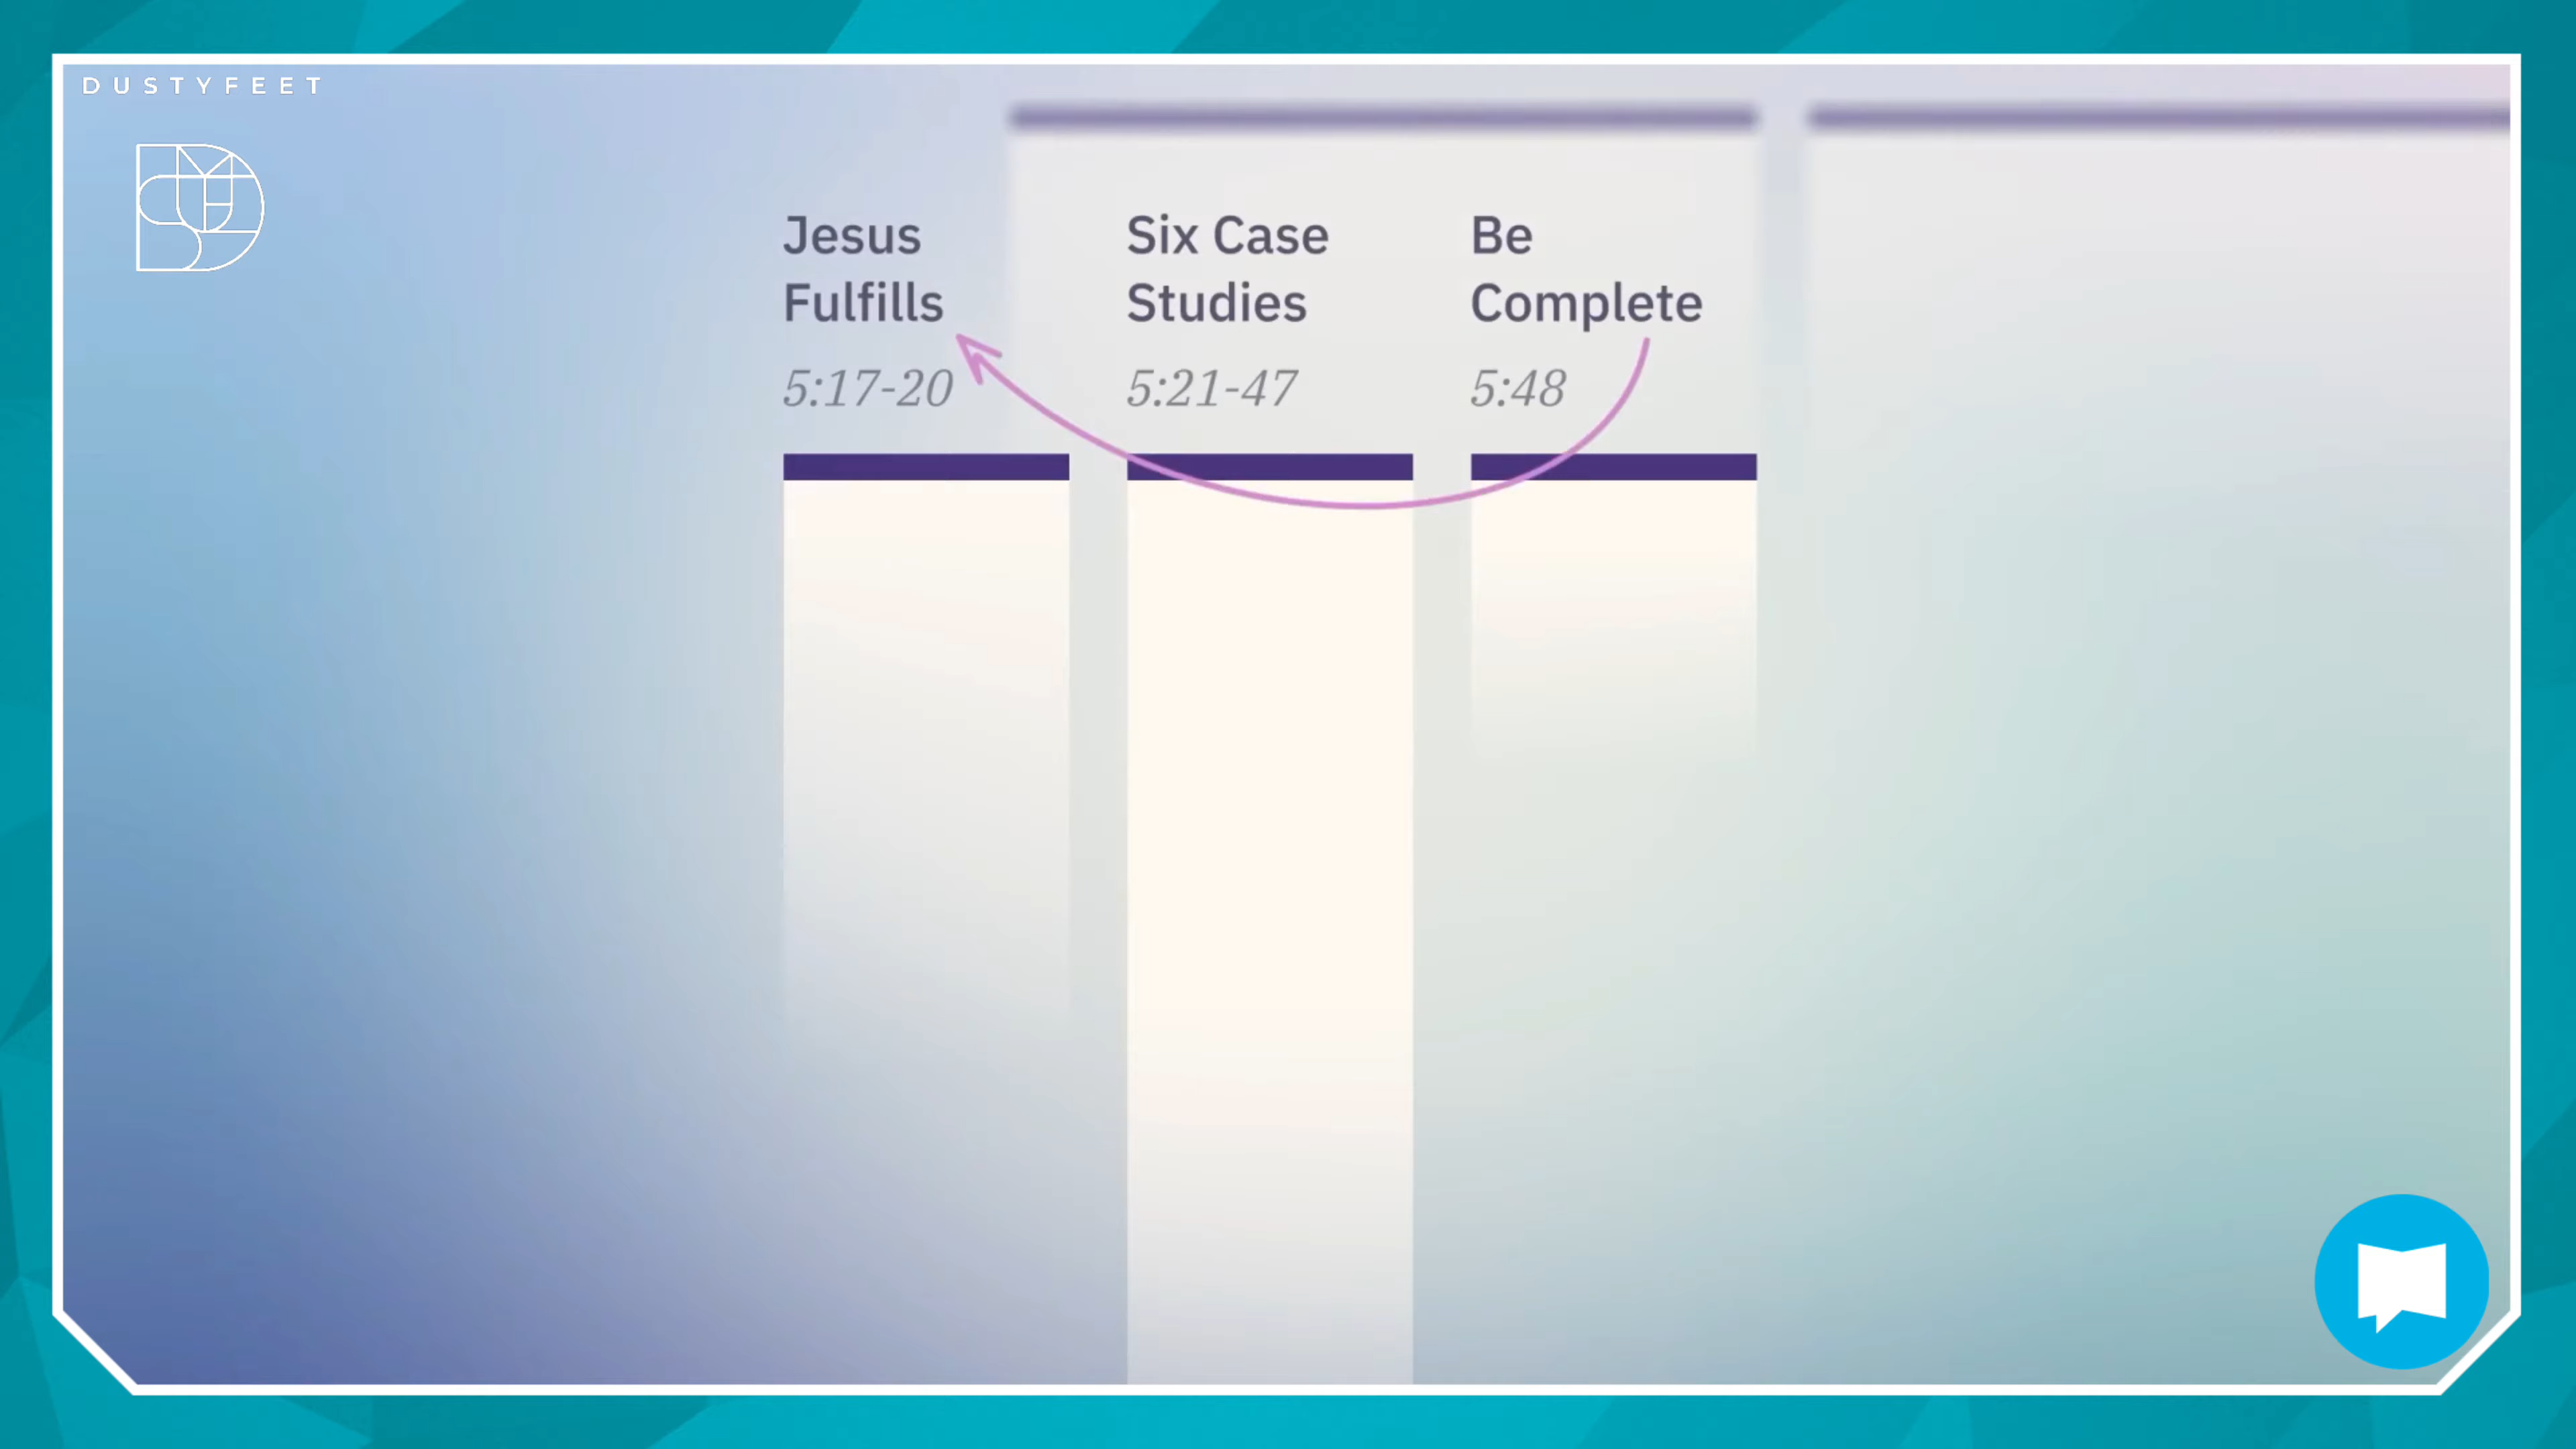 DUSTYFEET
Jesus
Fulfills
5:17-20
Six Case
Studies
5:21-47
Be
Complete
5:48